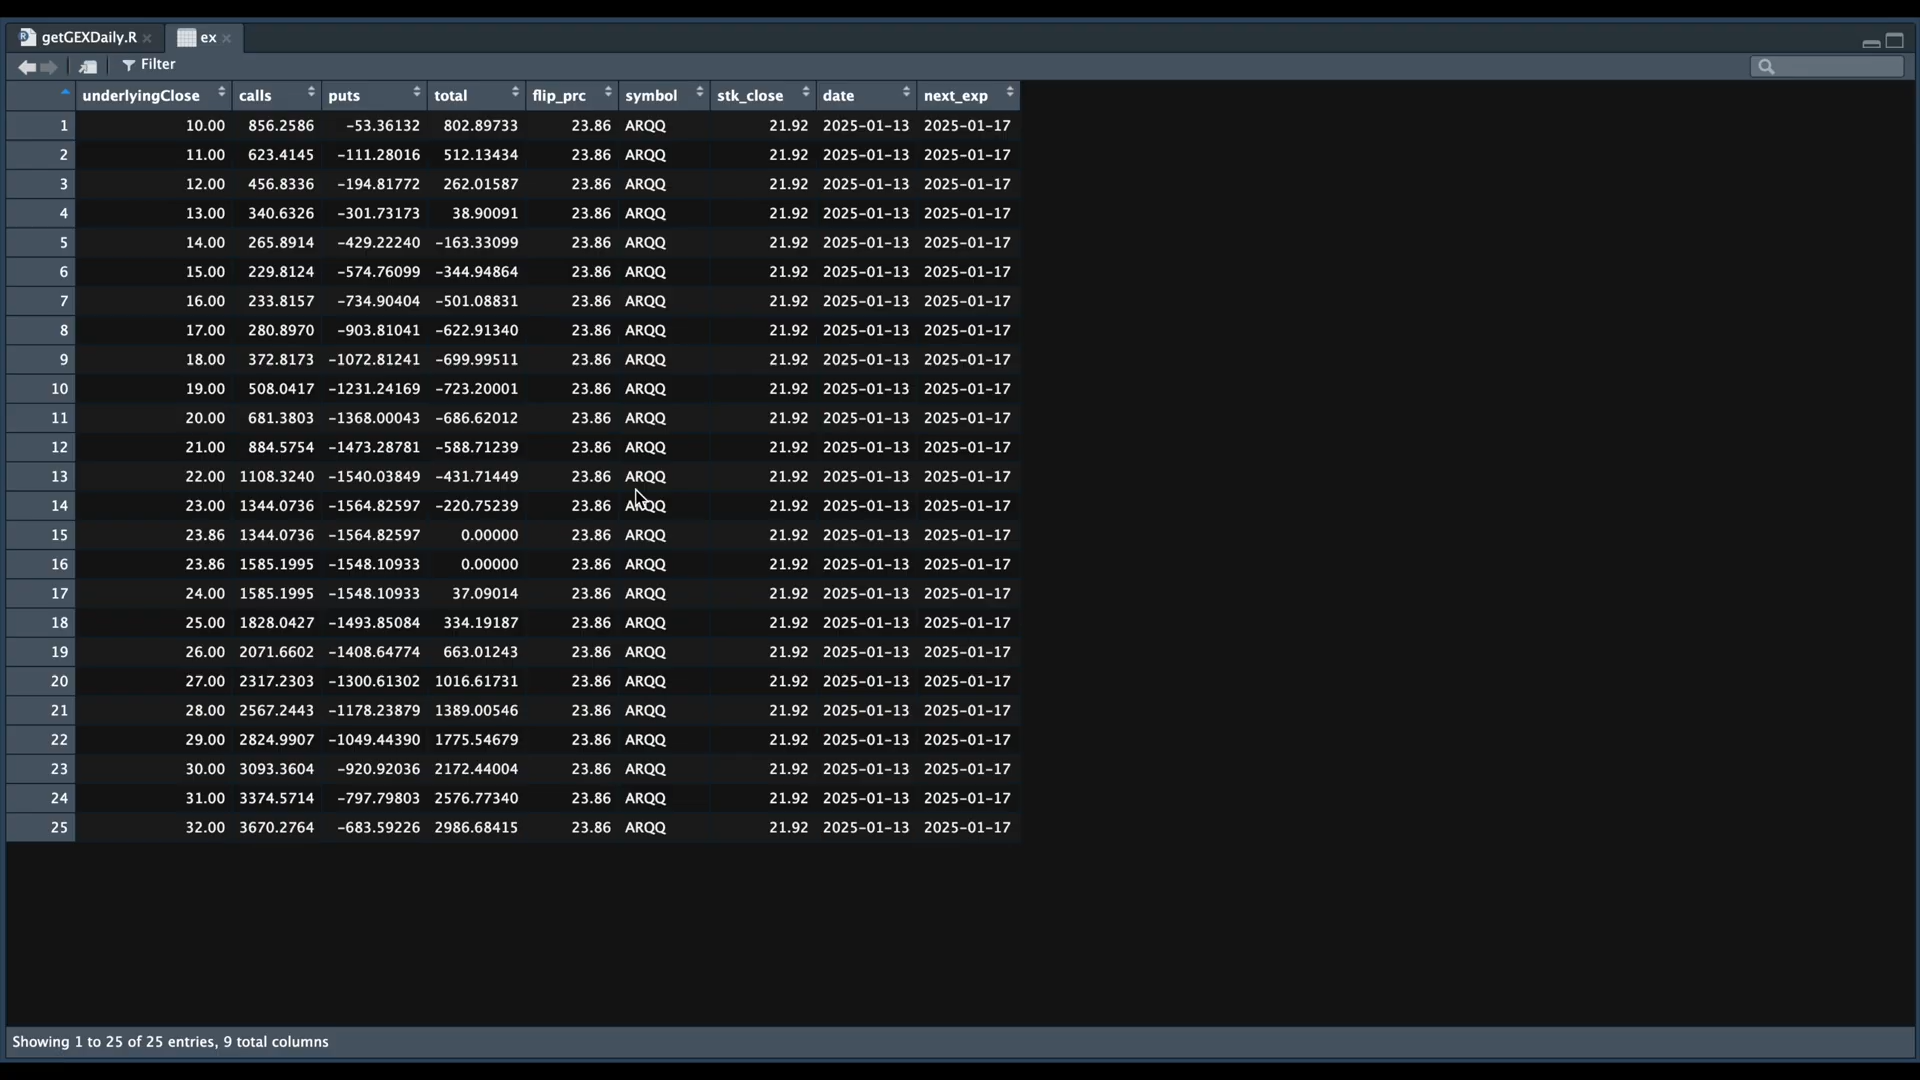 getGEXDaily.R ex
Filter
underlyingClose calls puts total flip_prc symbol stk_close date next_exp
1 10.00 856.2586 -53.36132 802.89733 23.86 ARQQ 21.92 2025-01-13 2025-01-17
2 11.00 623.4145 -111.28016 512.13434 23.86 ARQQ 21.92 2025-01-13 2025-01-17
3 12.00 456.8336 -194.81772 262.01587 23.86 ARQQ 21.92 2025-01-13 2025-01-17
4 13.00 340.6326 -301.73173 38.90091 23.86 ARQQ 21.92 2025-01-13 2025-01-17
5 14.00 265.8914 -429.22240 -163.33099 23.86 ARQQ 21.92 2025-01-13 2025-01-17
6 15.00 229.8124 -574.76099 -344.94864 23.86 ARQQ 21.92 2025-01-13 2025-01-17
7 16.00 233.8157 -734.90404 -501.08831 23.86 ARQQ 21.92 2025-01-13 2025-01-17
8 17.00 280.8970 -903.81041 -622.91340 23.86 ARQQ 21.92 2025-01-13 2025-01-17
9 18.00 372.8173 -1072.81241 -699.99511 23.86 ARQQ 21.92 2025-01-13 2025-01-17
10 19.00 508.0417 -1231.24169 -723.20001 23.86 ARQQ 21.92 2025-01-13 2025-01-17
11 20.00 681.3803 -1368.00043 -686.62012 23.86 ARQQ 21.92 2025-01-13 2025-01-17
12 21.00 884.5754 -1473.28781 -588.71239 23.86 ARQQ 21.92 2025-01-13 2025-01-17
13 22.00 1108.3240 -1540.03849 -431.71449 23.86 ARQQ 21.92 2025-01-13 2025-01-17
14 23.00 1344.0736 -1564.82597 -220.75239 23.86 ARQQ 21.92 2025-01-13 2025-01-17
15 23.86 1344.0736 -1564.82597 0.00000 23.86 ARQQ 21.92 2025-01-13 2025-01-17
16 23.86 1585.1995 -1548.10933 0.00000 23.86 ARQQ 21.92 2025-01-13 2025-01-17
17 24.00 1585.1995 -1548.10933 37.09014 23.86 ARQQ 21.92 2025-01-13 2025-01-17
18 25.00 1828.0427 -1493.85084 334.19187 23.86 ARQQ 21.92 2025-01-13 2025-01-17
19 26.00 2071.6602 -1408.64774 663.01243 23.86 ARQQ 21.92 2025-01-13 2025-01-17
20 27.00 2317.2303 -1300.61302 1016.61731 23.86 ARQQ 21.92 2025-01-13 2025-01-17
21 28.00 2567.2443 -1178.23879 1389.00546 23.86 ARQQ 21.92 2025-01-13 2025-01-17
22 29.00 2824.9907 -1049.44390 1775.54679 23.86 ARQQ 21.92 2025-01-13 2025-01-17
23 30.00 3093.3604 -920.92036 2172.44004 23.86 ARQQ 21.92 2025-01-13 2025-01-17
24 31.00 3374.5714 -797.79803 2576.77340 23.86 ARQQ 21.92 2025-01-13 2025-01-17
25 32.00 3670.2764 -683.59226 2986.68415 23.86 ARQQ 21.92 2025-01-13 2025-01-17
Showing 1 to 25 of 25 entries, 9 total columns